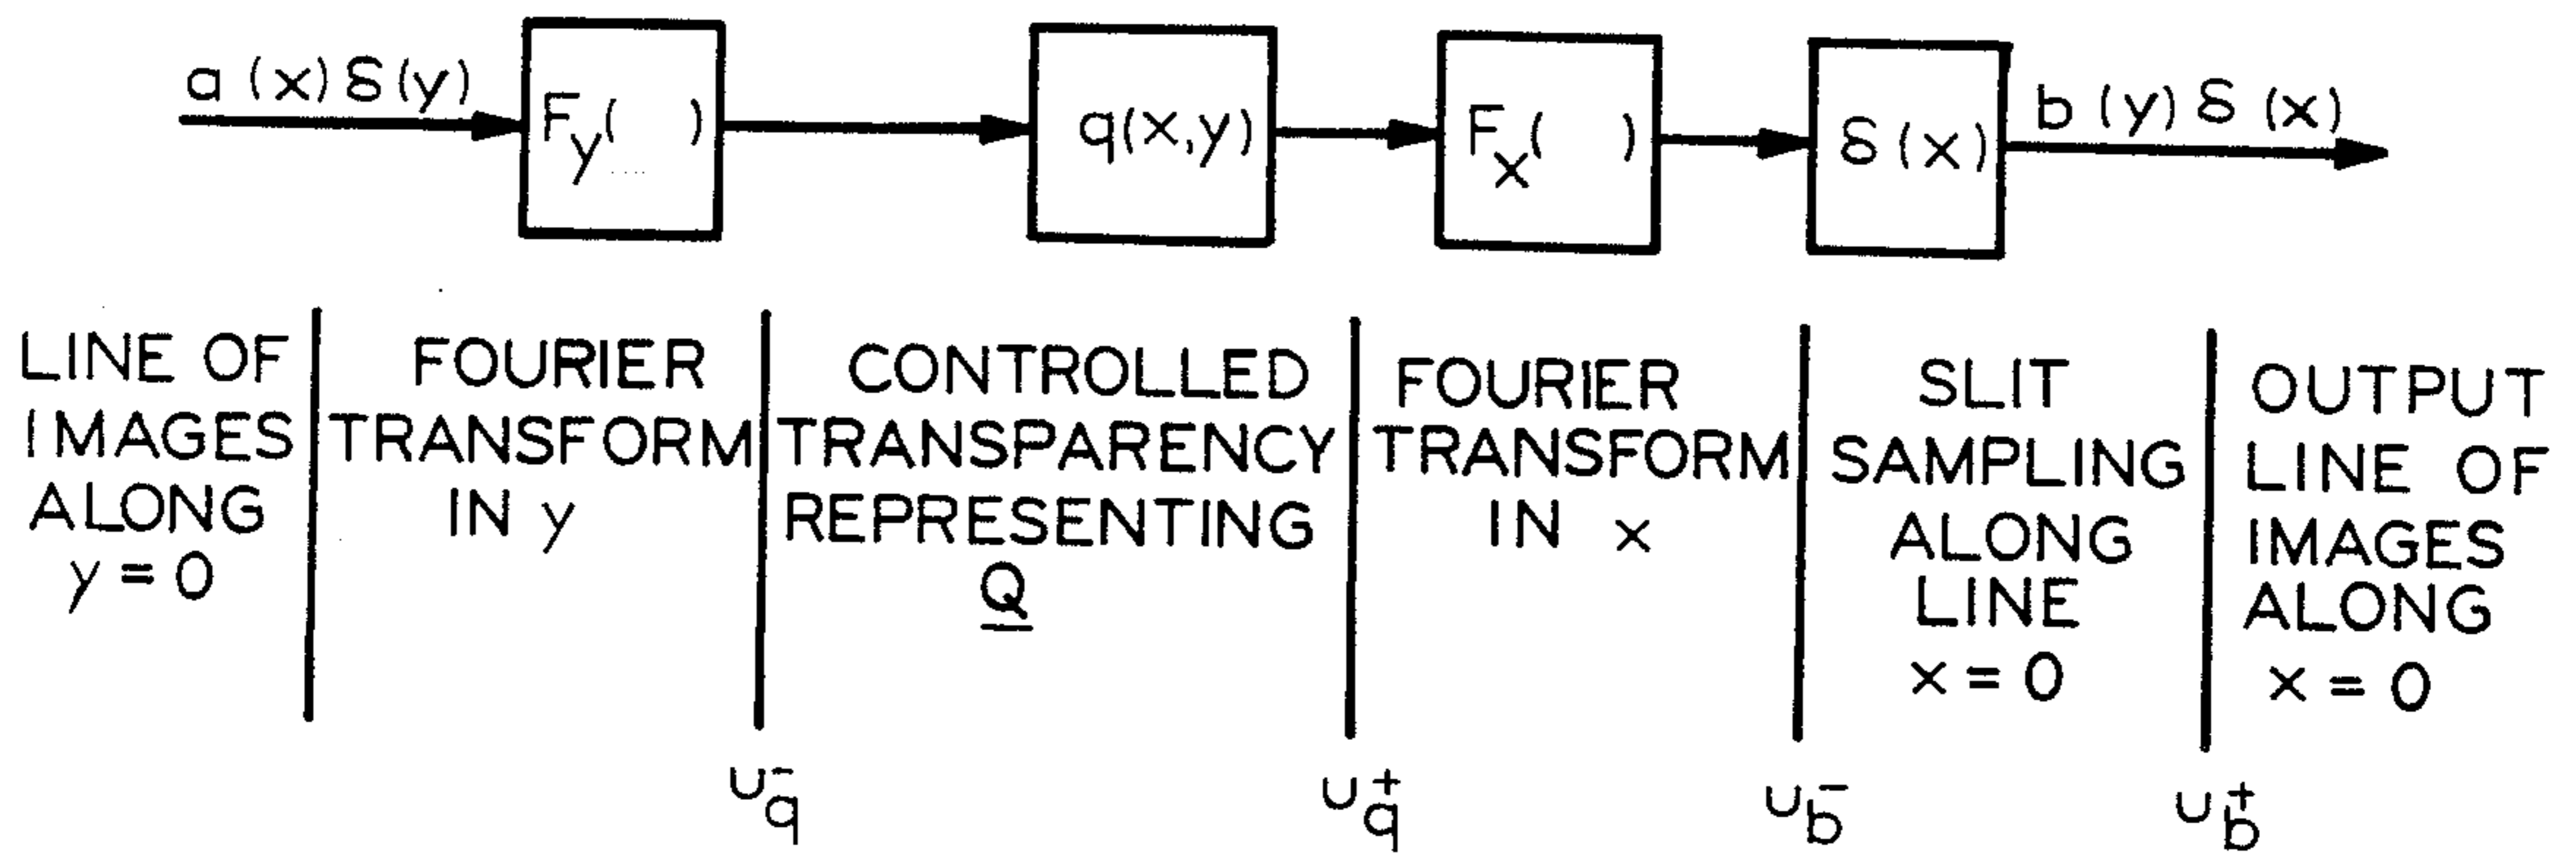 a (x) δ(y)
F_y( )
q(x,y)
F_x( )
δ(x)
b (y) δ (x)
LINE OF
IMAGES
ALONG
y = 0
FOURIER
TRANSFORM
IN y
CONTROLLED
TRANSPARENCY
REPRESENTING
Q
FOURIER
TRANSFORM
IN x
SLIT
SAMPLING
ALONG
LINE
x = 0
OUTPUT
LINE OF
IMAGES
ALONG
x = 0
u_q^-
u_q^+
u_b^-
u_b^+